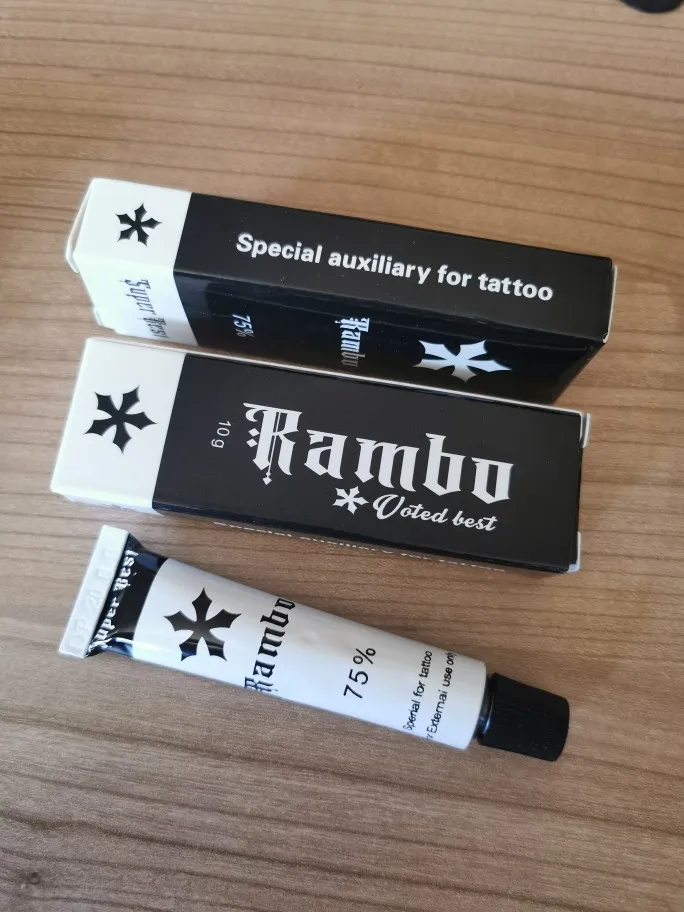 Special auxiliary for tattoo
Super Best
75%
Rambo
10g
Rambo
Voted best
Super Best
Rambo
75%
Special for tattoo
r External use on